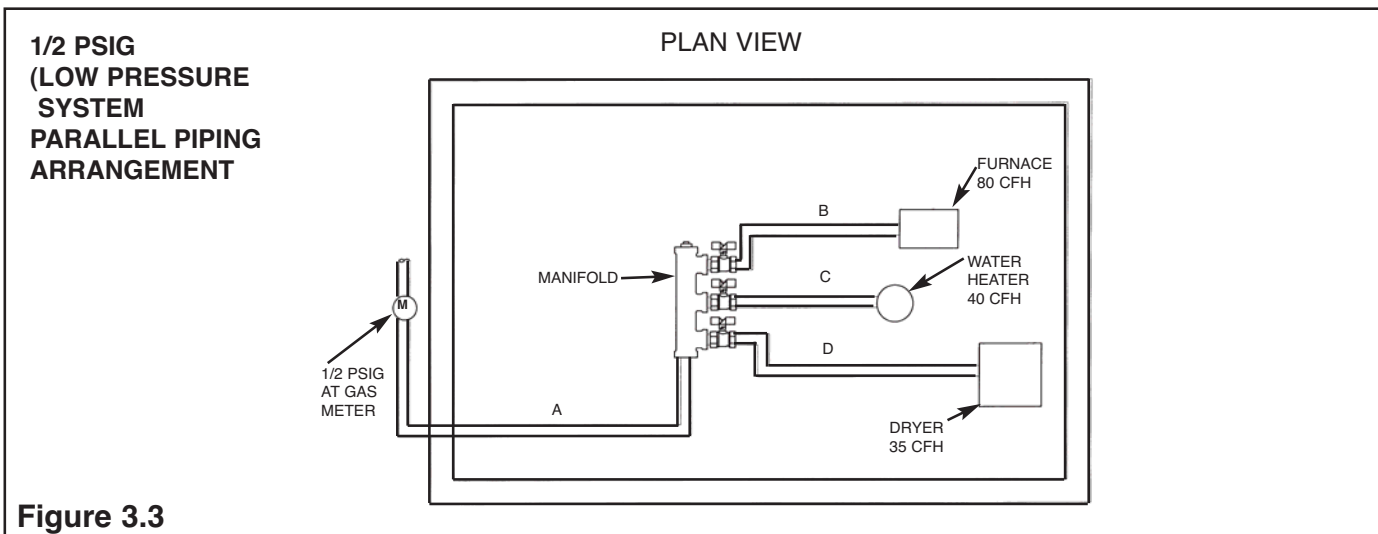 1/2 PSIG
(LOW PRESSURE
SYSTEM
PARALLEL PIPING
ARRANGEMENT
PLAN VIEW
FURNACE
80 CFH
B
MANIFOLD
C
WATER
HEATER
40 CFH
M
D
1/2 PSIG
AT GAS
METER
A
DRYER
35 CFH
Figure 3.3